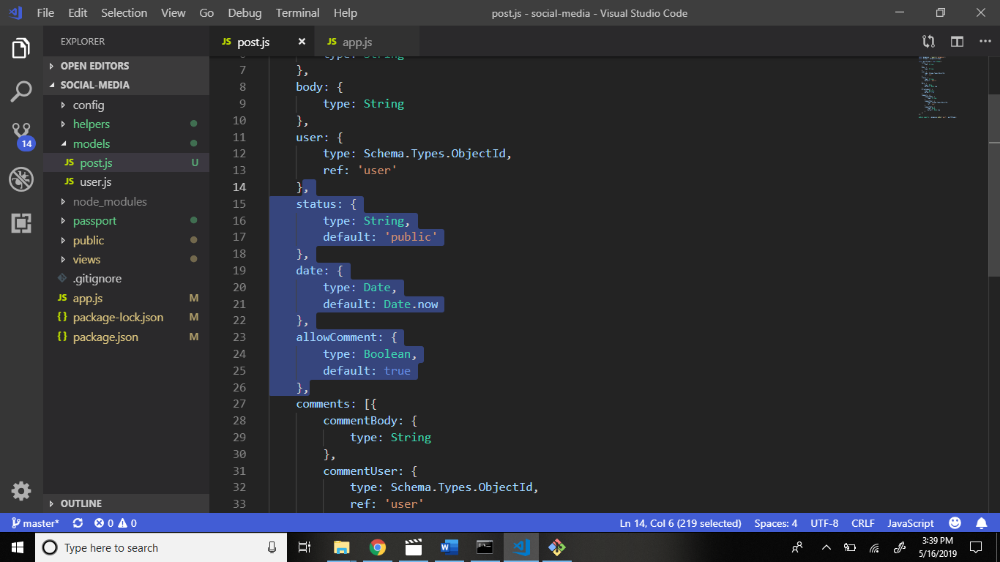 File Edit Selection View Go Debug Terminal Help
post.js - social-media - Visual Studio Code
EXPLORER
JS post.js
JS app.js
OPEN EDITORS
SOCIAL-MEDIA
config
helpers
models
JS post.js U
JS user.js
node_modules
passport
public
views
.gitignore
JS app.js M
{} package-lock.json M
{} package.json M
OUTLINE
14
type: String
7 },
8 body: {
9 type: String
10 },
11 user: {
12 type: Schema.Types.ObjectId,
13 ref: 'user'
14 },
15 status: {
16 type: String,
17 default: 'public'
18 },
19 date: {
20 type: Date,
21 default: Date.now
22 },
23 allowComment: {
24 type: Boolean,
25 default: true
26 },
27 comments: [{
28 commentBody: {
29 type: String
30 },
31 commentUser: {
32 type: Schema.Types.ObjectId,
33 ref: 'user'
master* 0 0 Ln 14, Col 6 (219 selected) Spaces: 4 UTF-8 CRLF JavaScript
Type here to search
3:39 PM
5/16/2019